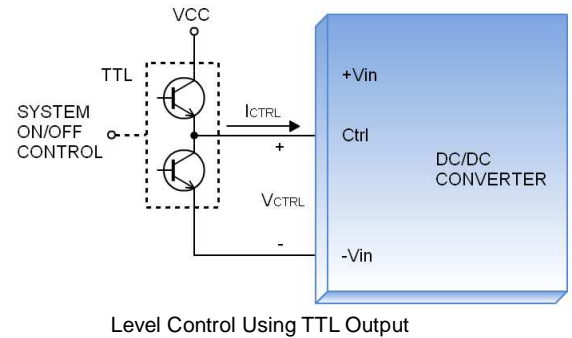 VCC
TTL
+Vin
SYSTEM
ON/OFF
CONTROL
ICTRL
+
Ctrl
DC/DC
CONVERTER
VCTRL
-
-Vin
Level Control Using TTL Output